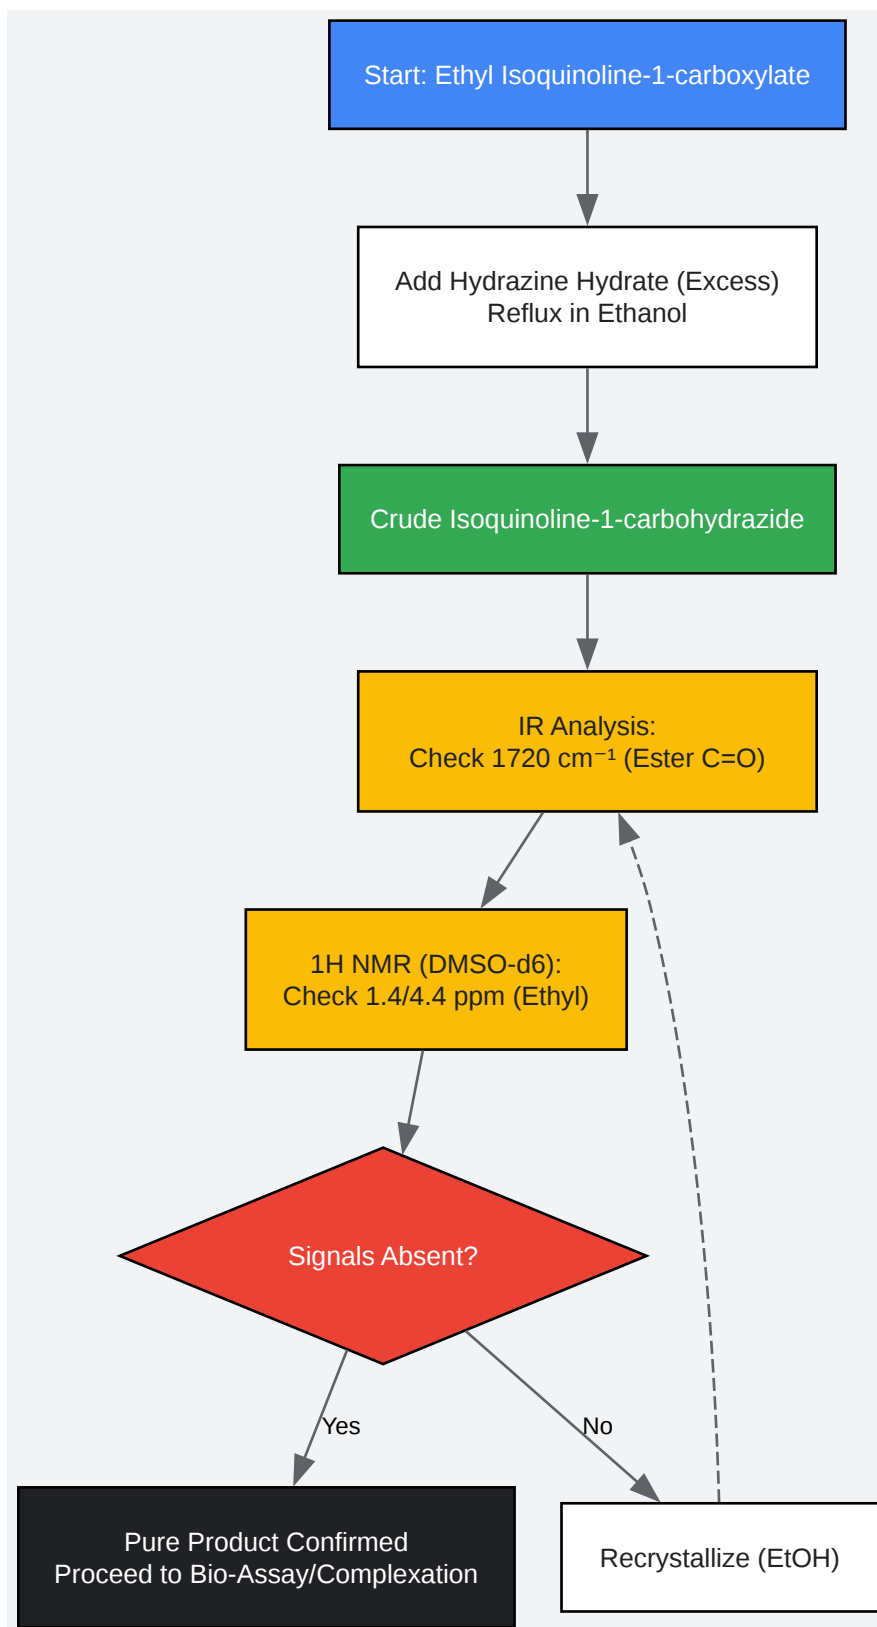 Start: Ethyl Isoquinoline-1-carboxylate
Add Hydrazine Hydrate (Excess)
Reflux in Ethanol
Crude Isoquinoline-1-carbohydrazide
IR Analysis:
Check 1720 cm⁻¹ (Ester C=O)
1H NMR (DMSO-d6):
Check 1.4/4.4 ppm (Ethyl)
Signals Absent?
Yes
No
Pure Product Confirmed
Proceed to Bio-Assay/Complexation
Recrystallize (EtOH)